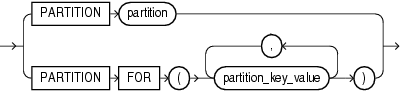 PARTITION partition
,
PARTITION FOR ( partition_key_value )